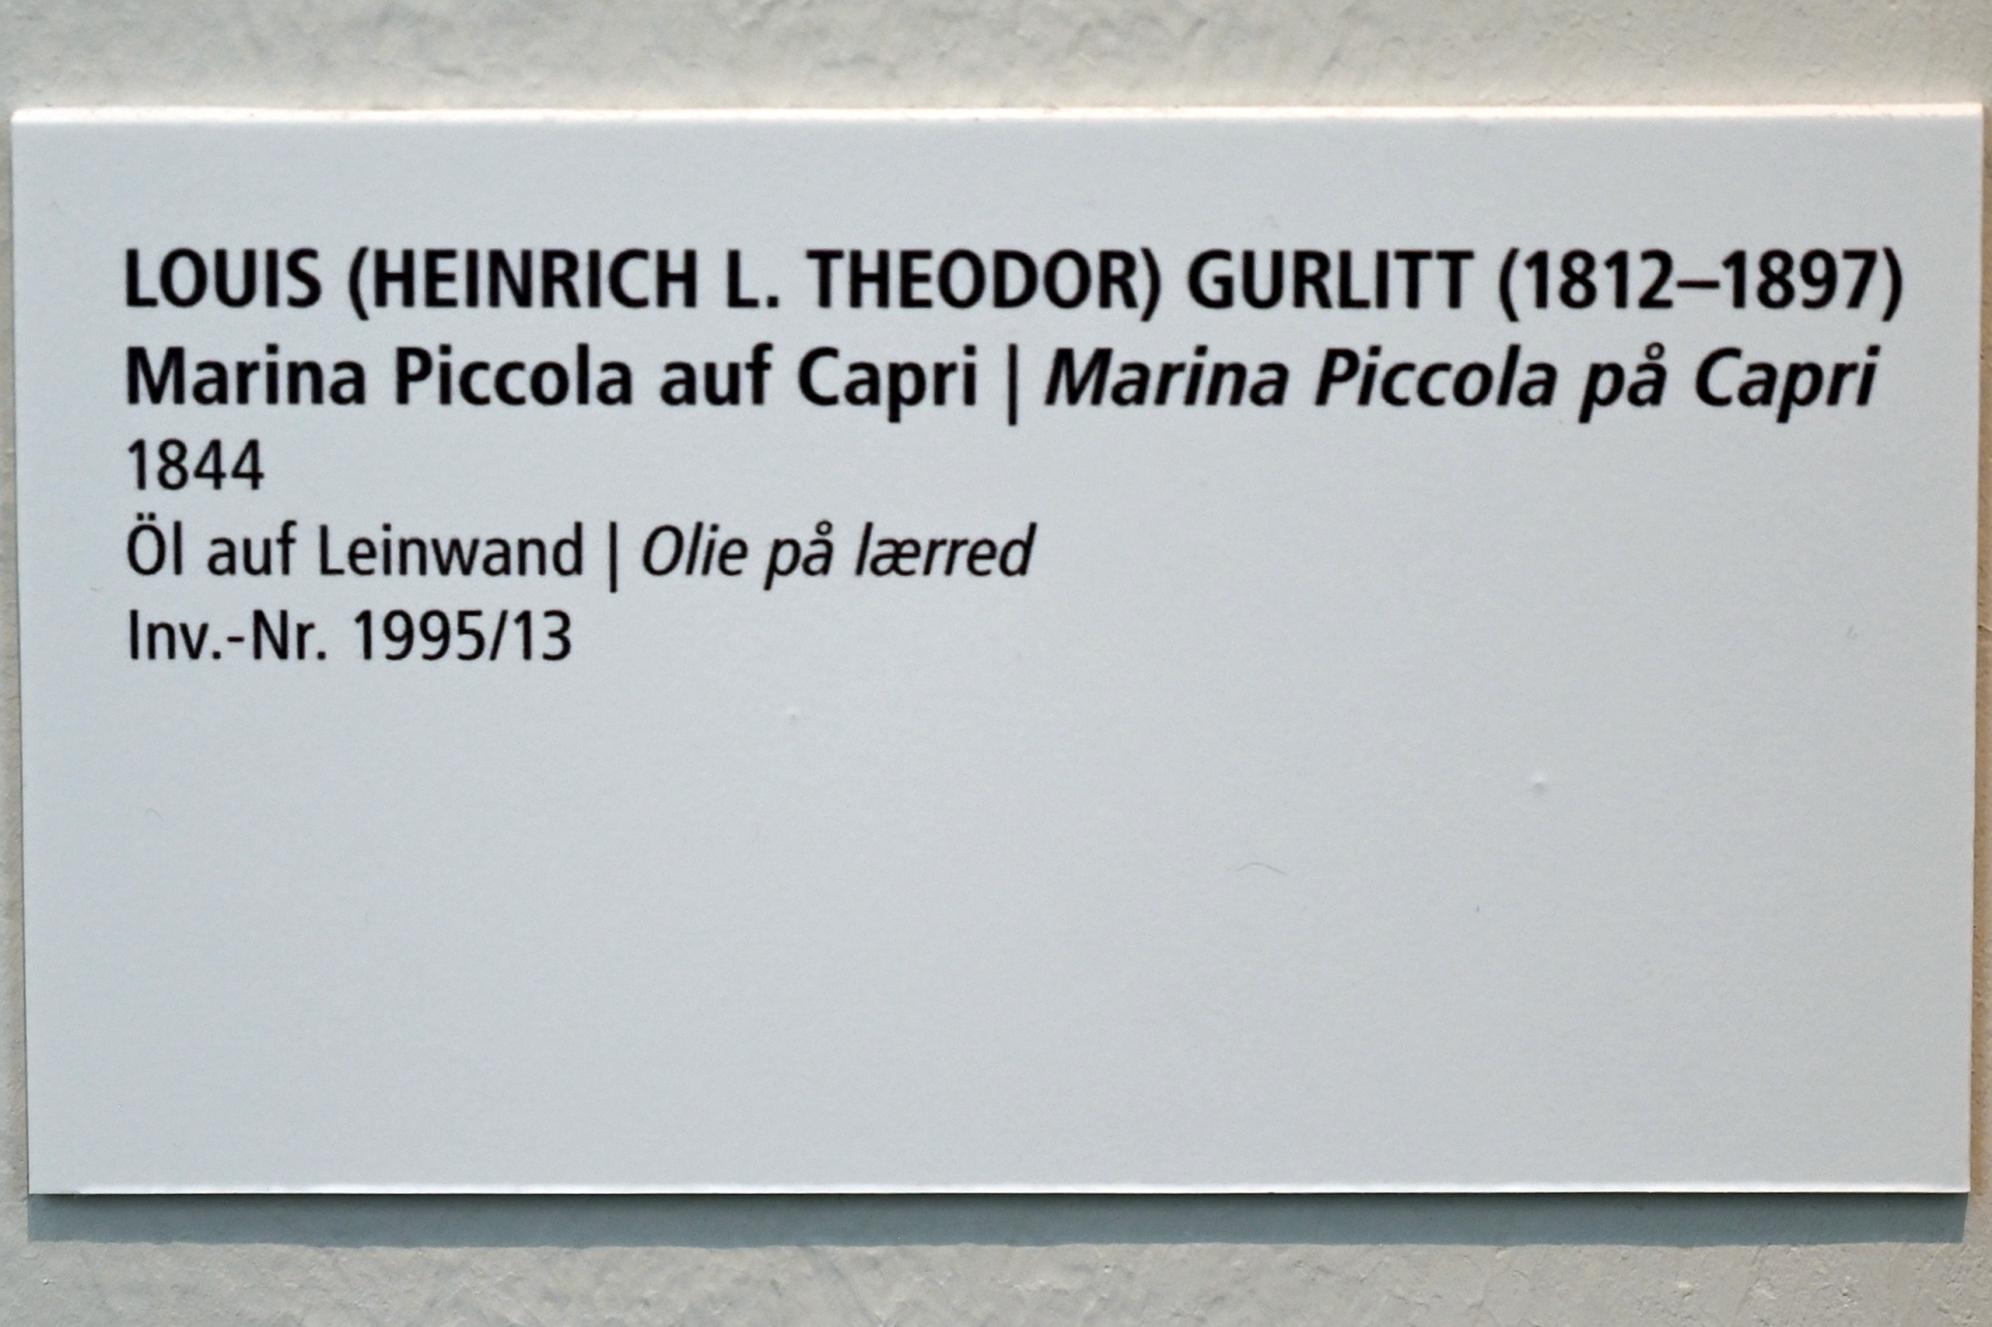 LOUIS (HEINRICH L. THEODOR) GURLITT (1812–1897)
Marina Piccola auf Capri | Marina Piccola på Capri
1844
Öl auf Leinwand | Olie på lærred
Inv.-Nr. 1995/13